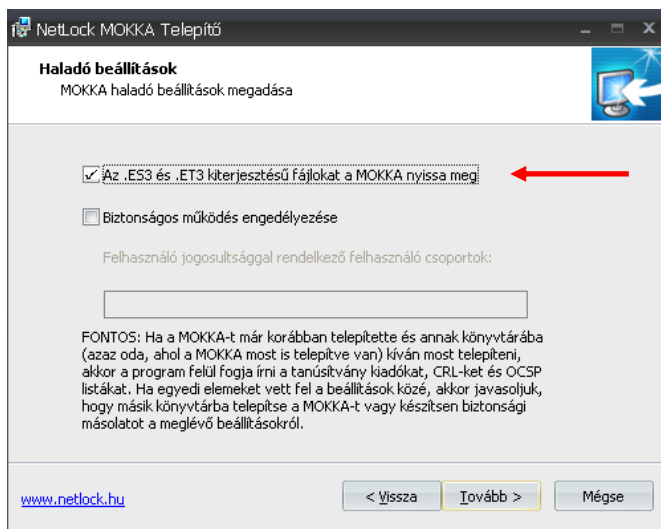 NetLock MOKKA Telepítő
Haladó beállítások
MOKKA haladó beállítások megadása
Az .ES3 és .ET3 kiterjesztésű fájlokat a MOKKA nyissa meg
Biztonságos működés engedélyezése
Felhasználó jogosultsággal rendelkező felhasználó csoportok:
FONTOS: Ha a MOKKA-t már korábban telepítette és annak könyvtárába
(azaz oda, ahol a MOKKA most is telepítve van) kíván most telepíteni,
akkor a program felül fogja írni a tanúsítvány kiadókat, CRL-ket és OCSP
listákat. Ha egyedi elemeket vett fel a beállítások közé, akkor javasoljuk,
hogy másik könyvtárba telepítse a MOKKA-t vagy készítsen biztonsági
másolatot a meglévő beállításokról.
www.netlock.hu
< Vissza
Tovább >
Mégse